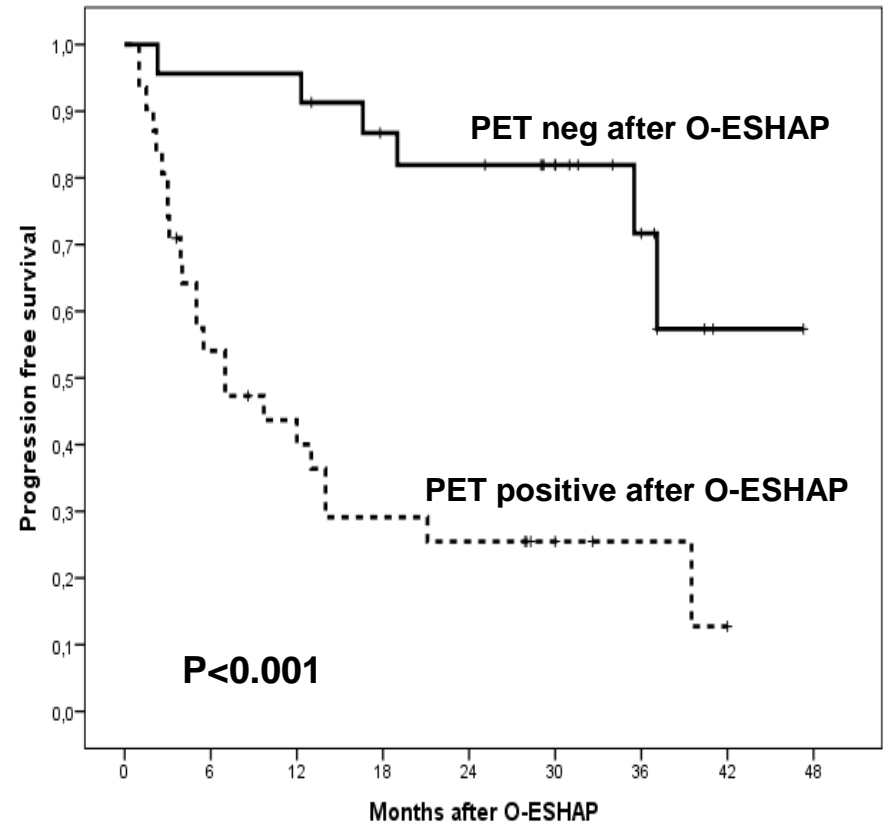 1,0
0,9
0,8
0,7
0,6
0,5
0,4
0,3
0,2
0,1
0,0
Progression free survival
PET neg after O-ESHAP
PET positive after O-ESHAP
P<0.001
0 6 12 18 24 30 36 42 48
Months after O-ESHAP